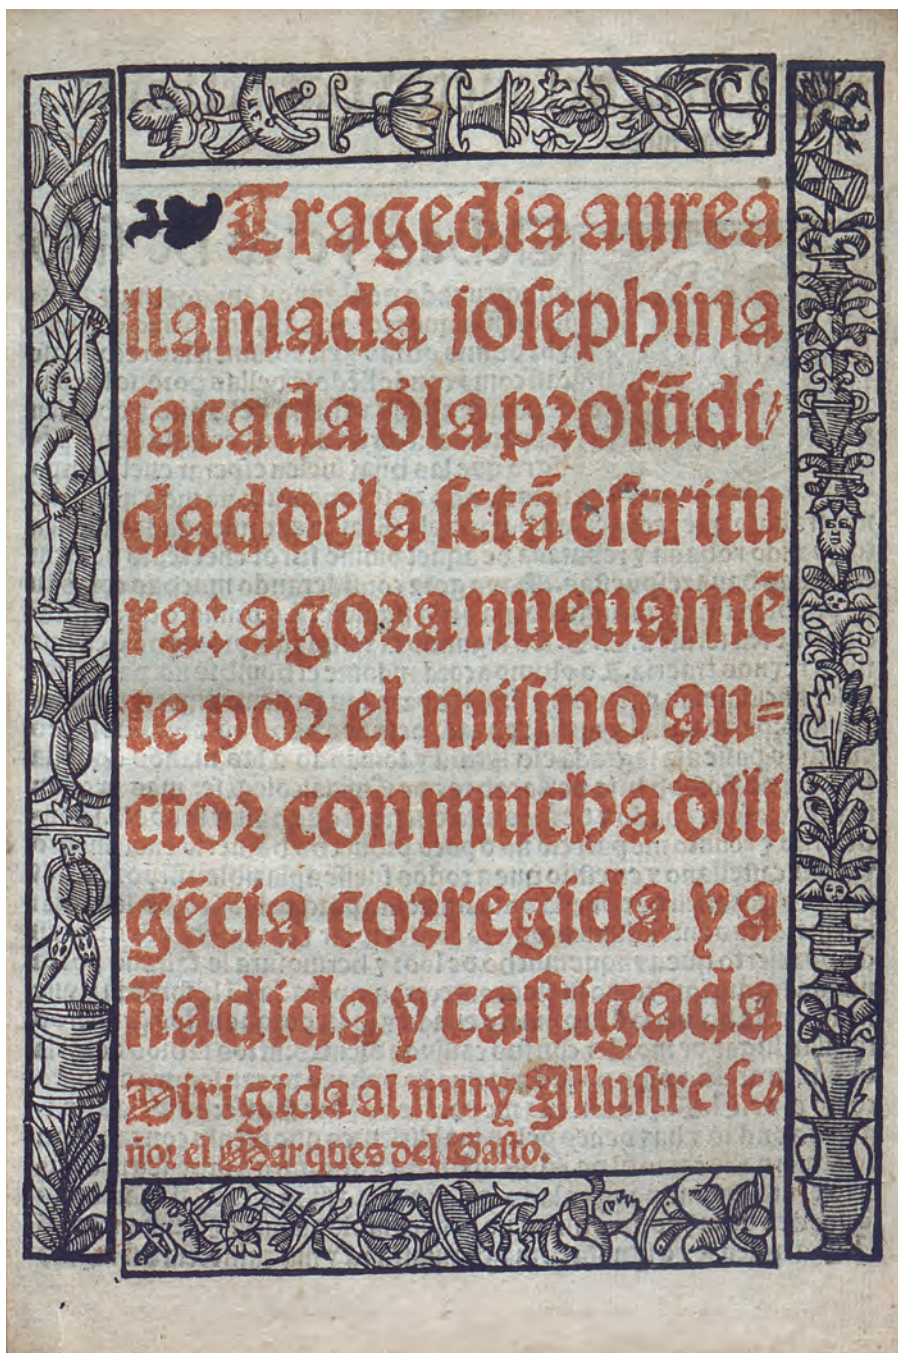 Tragedia aurea
llamada josephina
sacada dla profũdi-
dad dela sctã escritu
ra: agora nueuamẽ
te por el mismo au=
ctor con mucha dili
gẽcia corregida y a
ñadida y castigada
Dirigida al muy Illustre se-
ñor el Marques del Gasto.